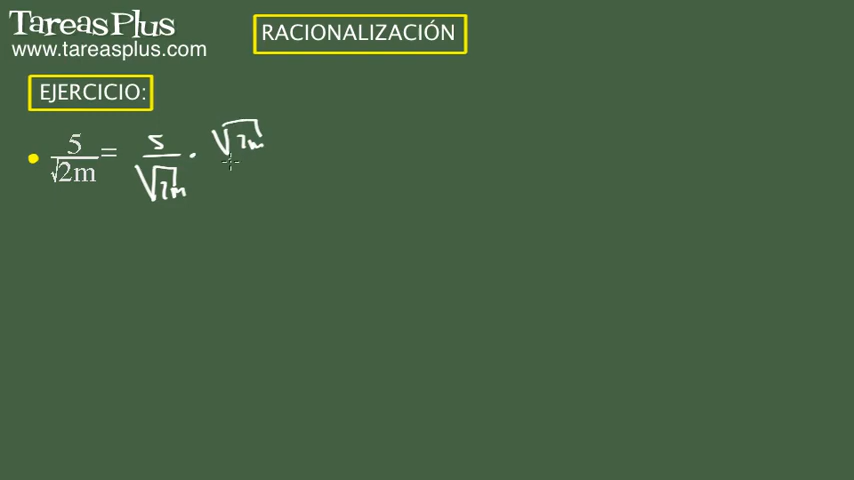 TareasPlus
www.tareasplus.com
RACIONALIZACIÓN
EJERCICIO:
• 5/√2m = 5/√2m · √2m